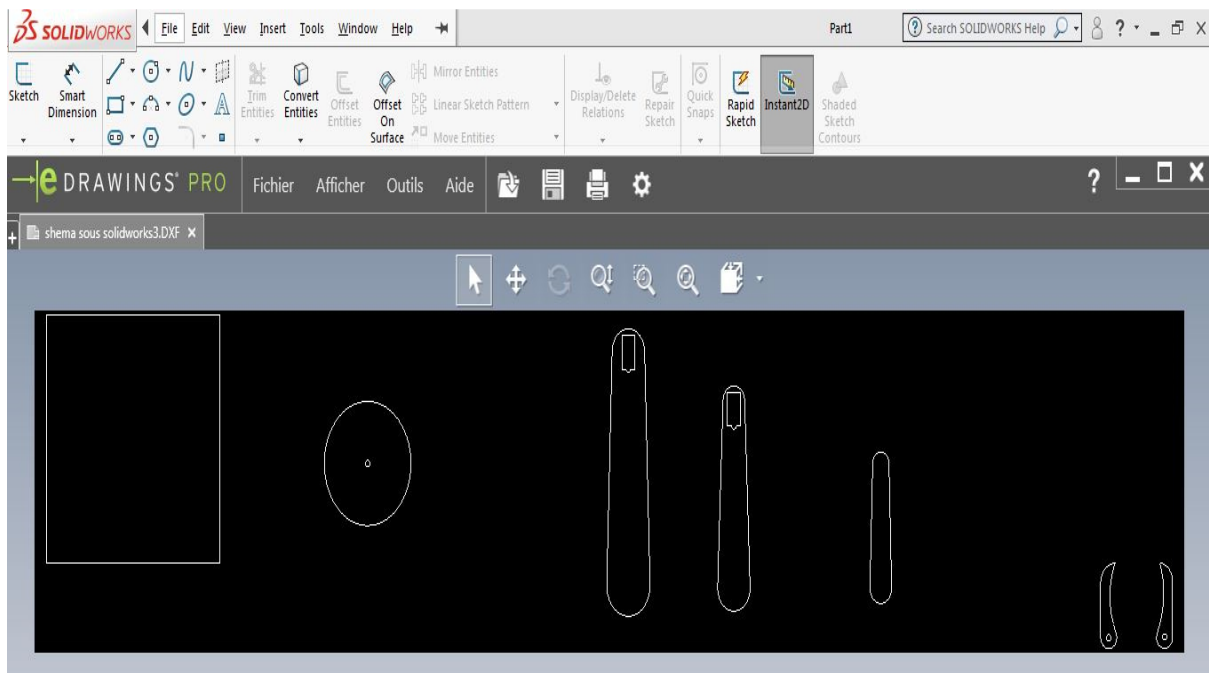 SOLIDWORKS File Edit View Insert Tools Window Help Part1 Search SOLIDWORKS Help ?
Sketch Smart Dimension Trim Entities Convert Entities Offset Entities Offset On Surface Mirror Entities Linear Sketch Pattern Move Entities Display/Delete Relations Repair Sketch Quick Snaps Rapid Sketch Instant2D Shaded Sketch Contours
eDRAWINGS® PRO Fichier Afficher Outils Aide ?
shema sous solidworks3.DXF